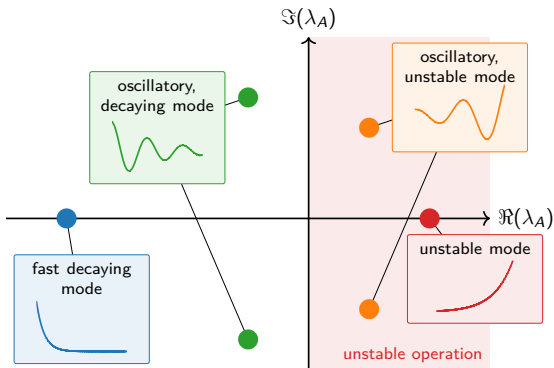 ℑ(λ_A)
oscillatory,
decaying mode
oscillatory,
unstable mode
ℜ(λ_A)
fast decaying
mode
unstable mode
unstable operation